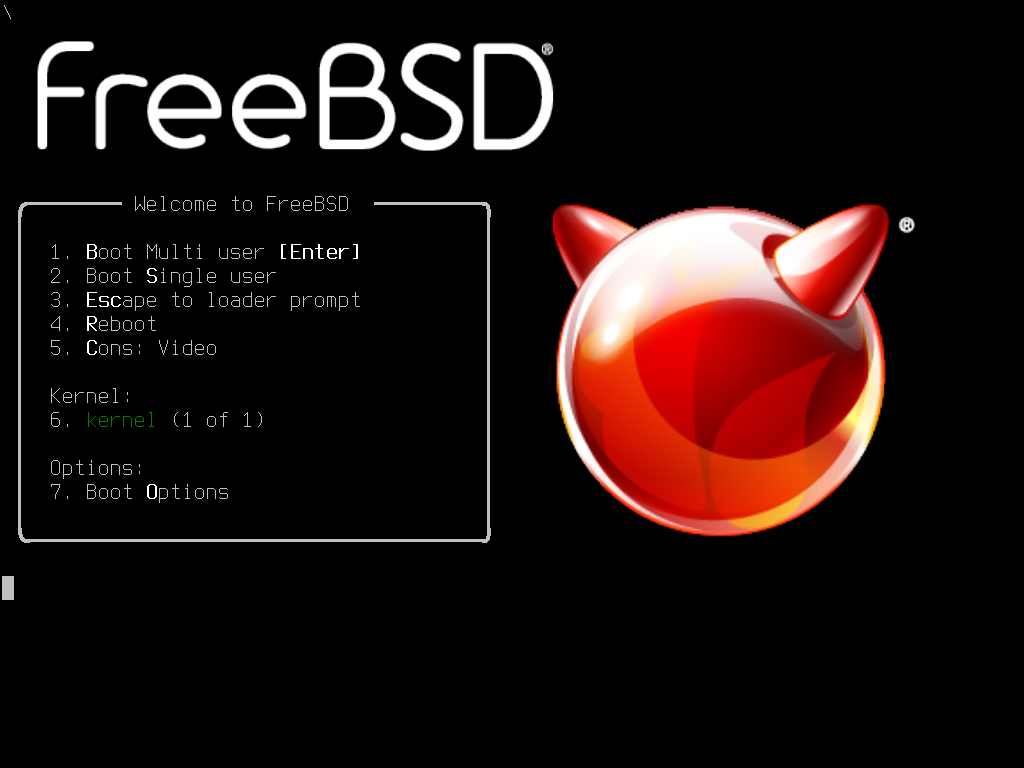 \
FreeBSD®
Welcome to FreeBSD
1. Boot Multi user [Enter]
2. Boot Single user
3. Escape to loader prompt
4. Reboot
5. Cons: Video
Kernel:
6. kernel (1 of 1)
Options:
7. Boot Options
®